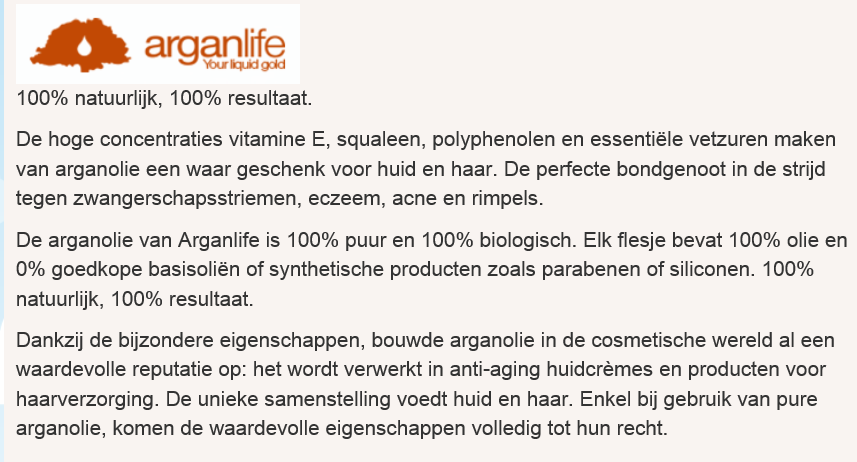 arganlife
Your liquid gold
100% natuurlijk, 100% resultaat.
De hoge concentraties vitamine E, squaleen, polyphenolen en essentiële vetzuren maken
van arganolie een waar geschenk voor huid en haar. De perfecte bondgenoot in de strijd
tegen zwangerschapsstriemen, eczeem, acne en rimpels.
De arganolie van Arganlife is 100% puur en 100% biologisch. Elk flesje bevat 100% olie en
0% goedkope basisoliën of synthetische producten zoals parabenen of siliconen. 100%
natuurlijk, 100% resultaat.
Dankzij de bijzondere eigenschappen, bouwde arganolie in de cosmetische wereld al een
waardevolle reputatie op: het wordt verwerkt in anti-aging huidcrèmes en producten voor
haarverzorging. De unieke samenstelling voedt huid en haar. Enkel bij gebruik van pure
arganolie, komen de waardevolle eigenschappen volledig tot hun recht.